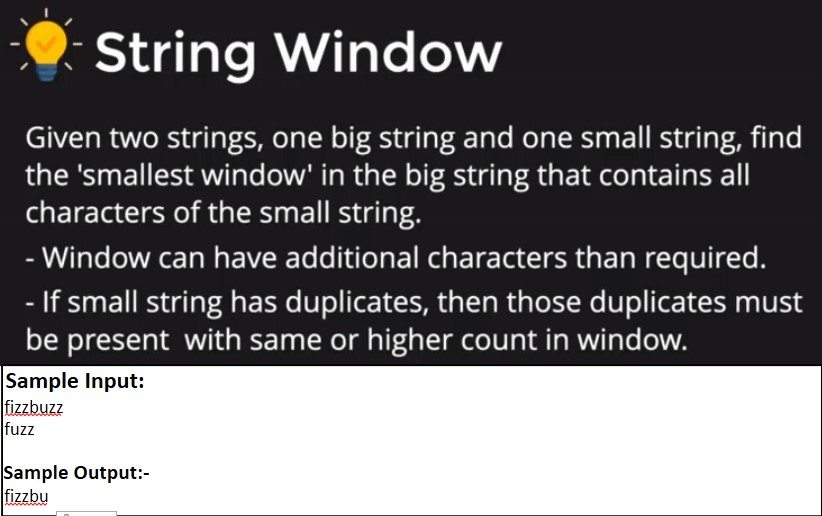 String Window
Given two strings, one big string and one small string, find
the 'smallest window' in the big string that contains all
characters of the small string.
- Window can have additional characters than required.
- If small string has duplicates, then those duplicates must
be present with same or higher count in window.
Sample Input:
fizzbuzz
fuzz
Sample Output:-
fizzbu